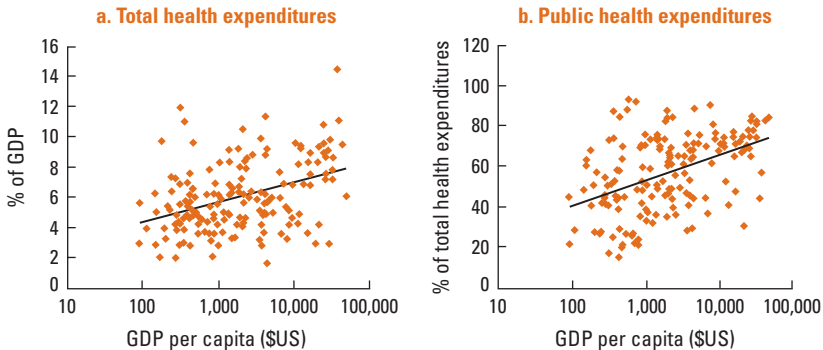 a. Total health expenditures
% of GDP
16
14
12
10
8
6
4
2
0
10 100 1,000 10,000 100,000
GDP per capita ($US)
b. Public health expenditures
% of total health expenditures
120
100
80
60
40
20
0
10 100 1,000 10,000 100,000
GDP per capita ($US)